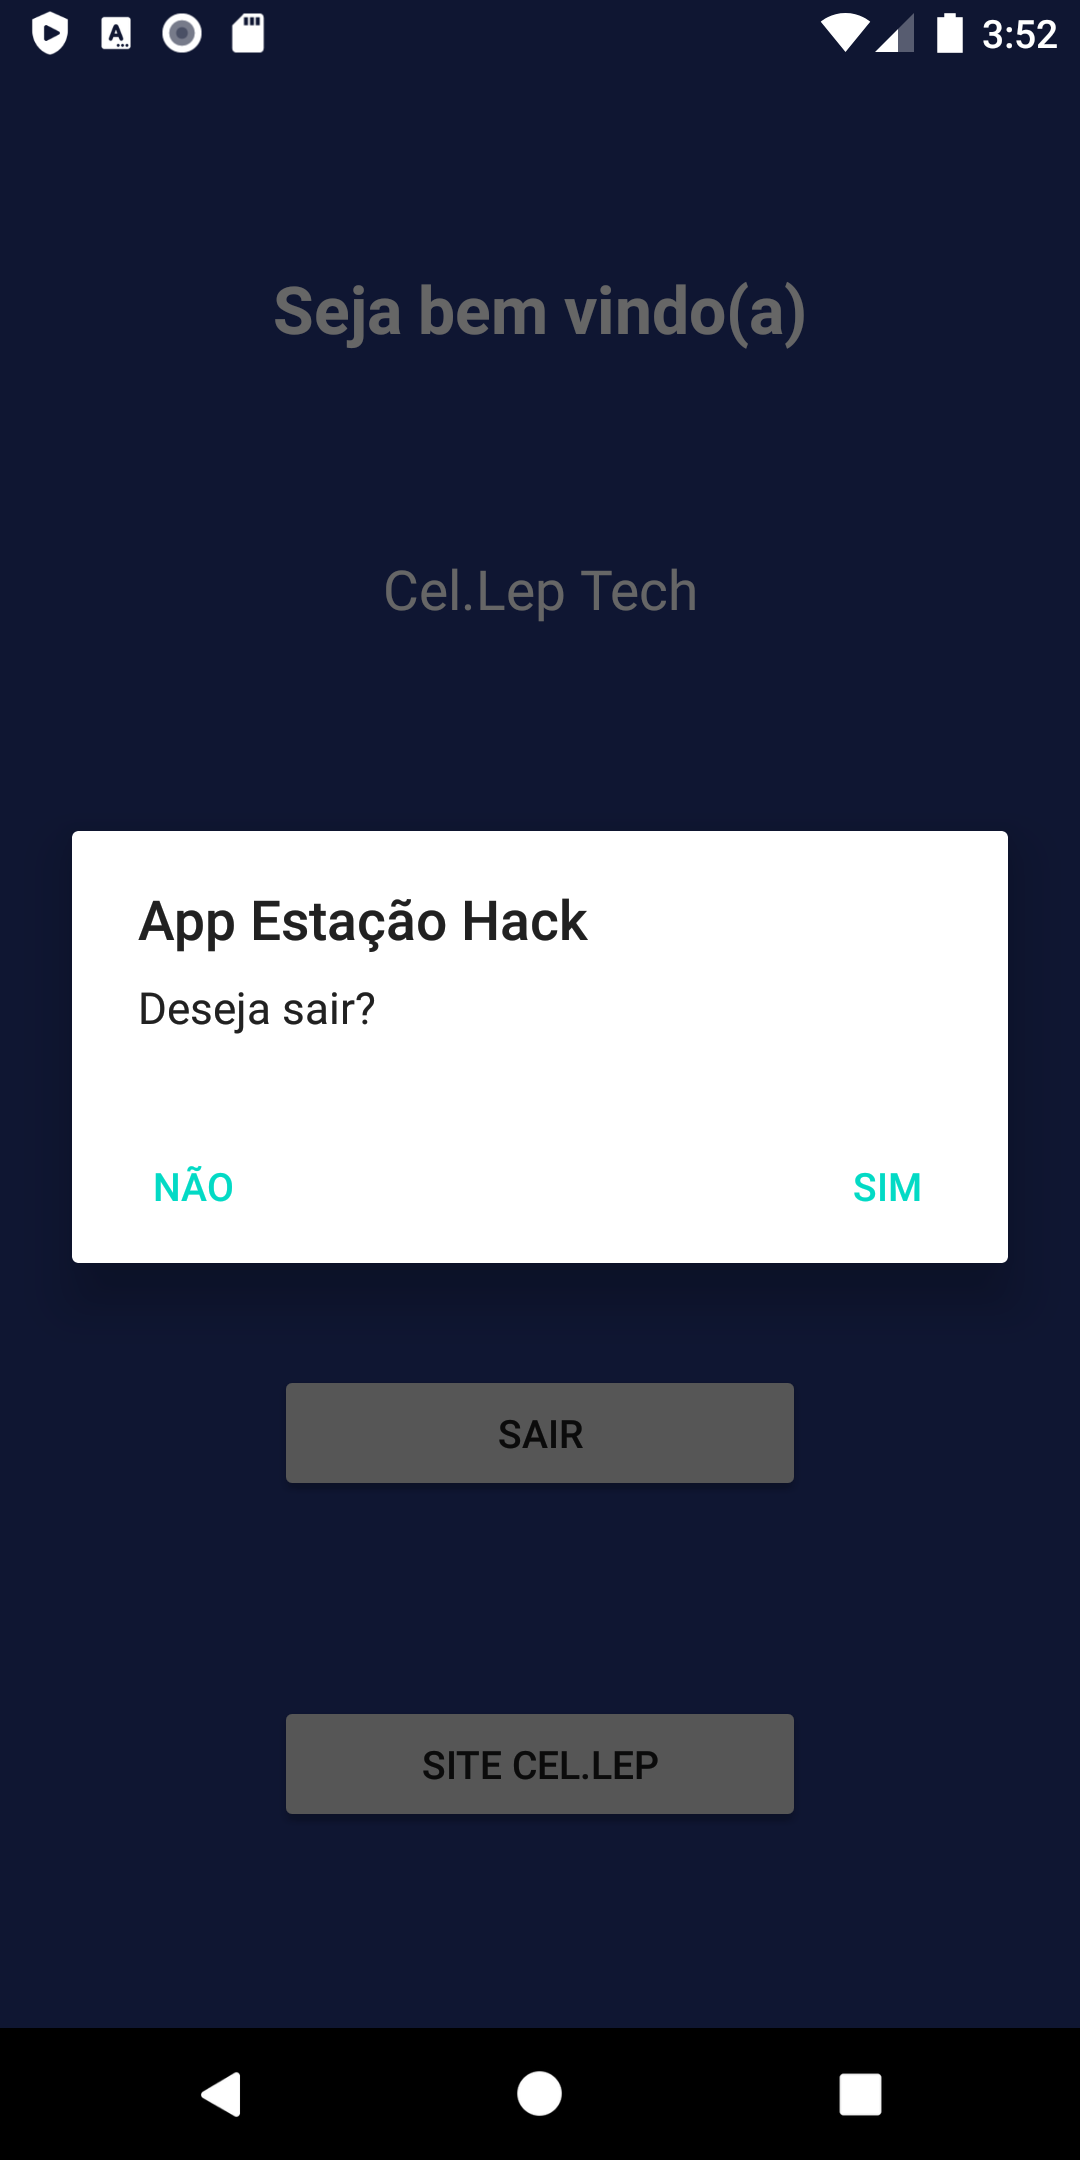 3:52
Seja bem vindo(a)
Cel.Lep Tech
App Estação Hack
Deseja sair?
NÃO
SIM
SAIR
SITE CEL.LEP